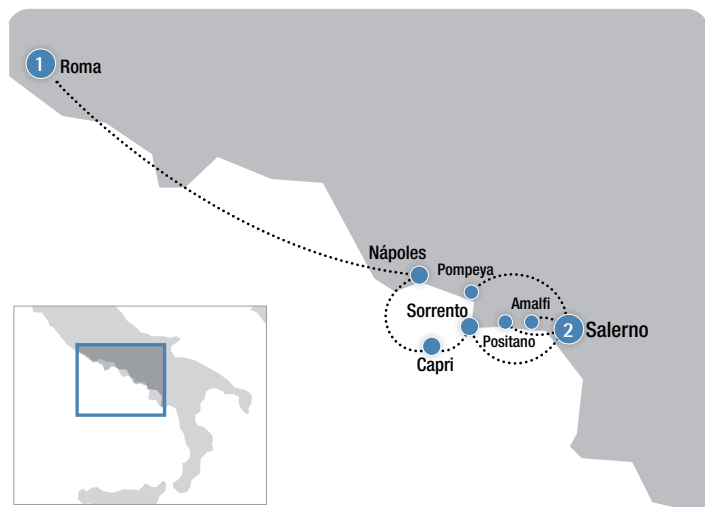 1 Roma
Nápoles
Pompeya
Amalfi
Sorrento
2 Salerno
Positano
Capri